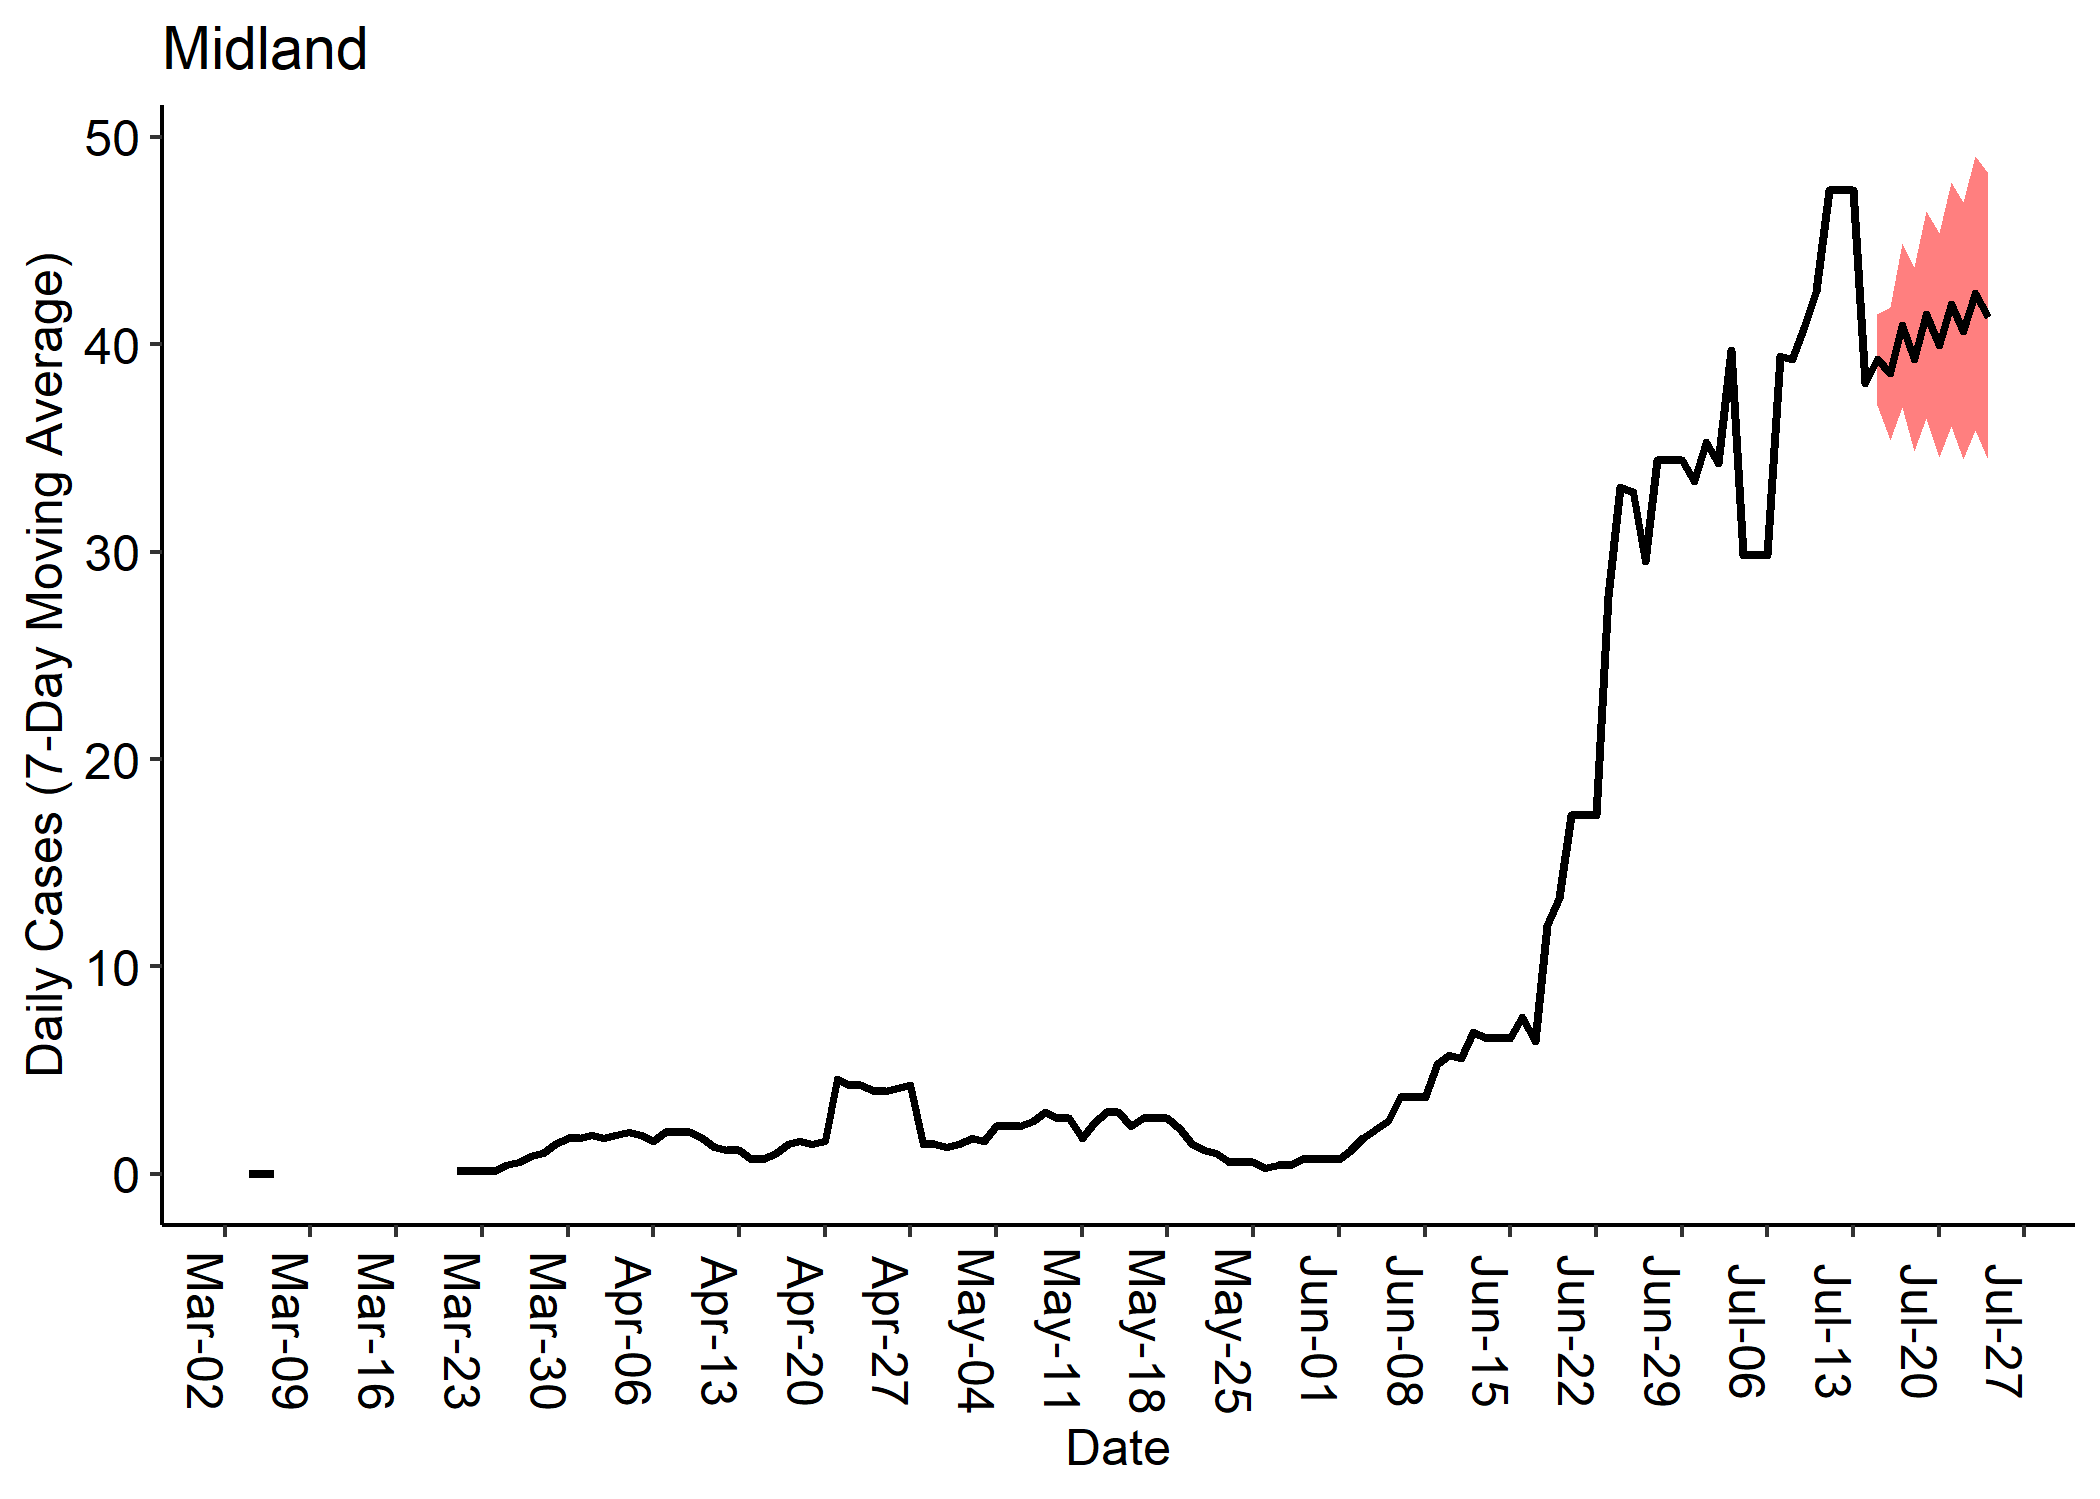 Midland
Daily Cases (7-Day Moving Average)
50
40
30
20
10
0
Mar-02
Mar-09
Mar-16
Mar-23
Mar-30
Apr-06
Apr-13
Apr-20
Apr-27
May-04
May-11
May-18
May-25
Jun-01
Jun-08
Jun-15
Jun-22
Jun-29
Jul-06
Jul-13
Jul-20
Jul-27
Date